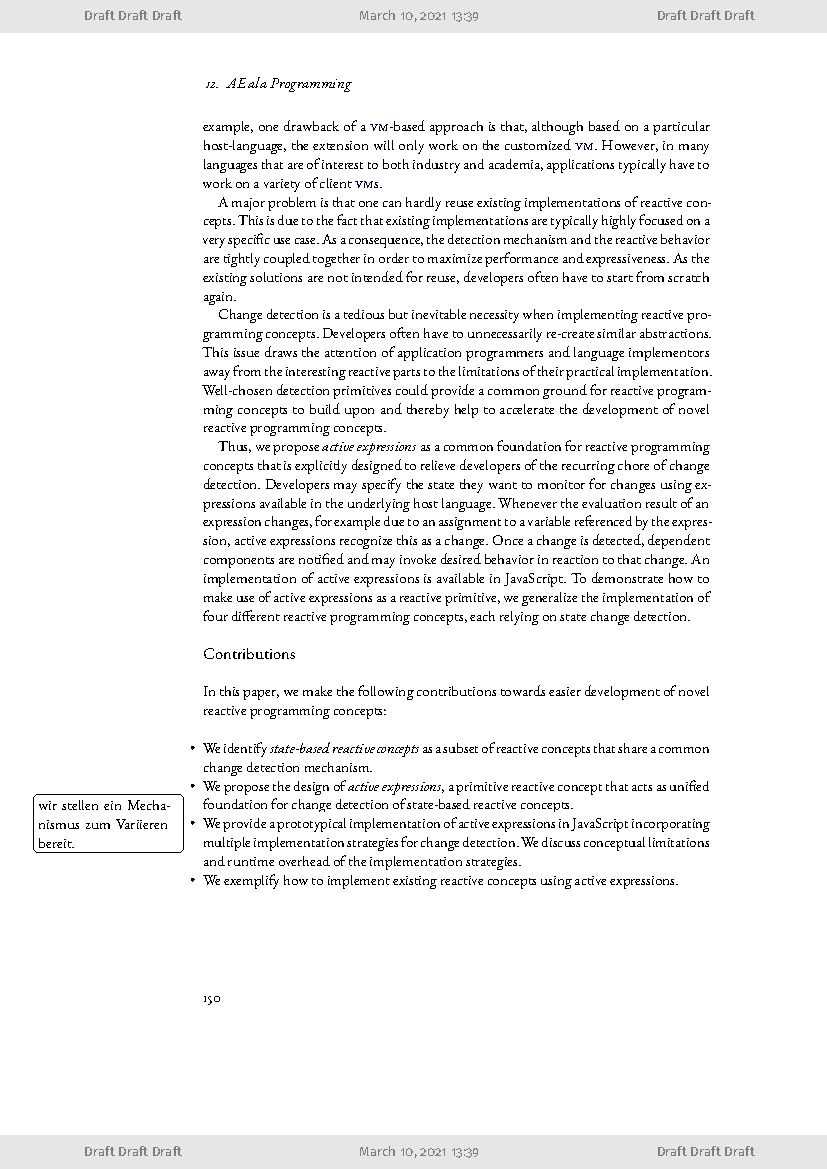 Draft Draft Draft March 10, 2021 13:39 Draft Draft Draft
12. AE ala Programming
example, one drawback of a VM-based approach is that, although based on a particular
host-language, the extension will only work on the customized VM. However, in many
languages that are of interest to both industry and academia, applications typically have to
work on a variety of client VMs.
A major problem is that one can hardly reuse existing implementations of reactive con-
cepts. This is due to the fact that existing implementations are typically highly focused on a
very specific use case. As a consequence, the detection mechanism and the reactive behavior
are tightly coupled together in order to maximize performance and expressiveness. As the
existing solutions are not intended for reuse, developers often have to start from scratch
again.
Change detection is a tedious but inevitable necessity when implementing reactive pro-
gramming concepts. Developers often have to unnecessarily re-create similar abstractions.
This issue draws the attention of application programmers and language implementors
away from the interesting reactive parts to the limitations of their practical implementation.
Well-chosen detection primitives could provide a common ground for reactive program-
ming concepts to build upon and thereby help to accelerate the development of novel
reactive programming concepts.
Thus, we propose active expressions as a common foundation for reactive programming
concepts that is explicitly designed to relieve developers of the recurring chore of change
detection. Developers may specify the state they want to monitor for changes using ex-
pressions available in the underlying host language. Whenever the evaluation result of an
expression changes, for example due to an assignment to a variable referenced by the expres-
sion, active expressions recognize this as a change. Once a change is detected, dependent
components are notified and may invoke desired behavior in reaction to that change. An
implementation of active expressions is available in JavaScript. To demonstrate how to
make use of active expressions as a reactive primitive, we generalize the implementation of
four different reactive programming concepts, each relying on state change detection.
Contributions
In this paper, we make the following contributions towards easier development of novel
reactive programming concepts:
• We identify state-based reactive concepts as a subset of reactive concepts that share a common
change detection mechanism.
• We propose the design of active expressions, a primitive reactive concept that acts as unified
foundation for change detection of state-based reactive concepts.
• We provide a prototypical implementation of active expressions in JavaScript incorporating
multiple implementation strategies for change detection. We discuss conceptual limitations
and runtime overhead of the implementation strategies.
• We exemplify how to implement existing reactive concepts using active expressions.
wir stellen ein Mecha-
nismus zum Variieren
bereit.
150
Draft Draft Draft March 10, 2021 13:39 Draft Draft Draft